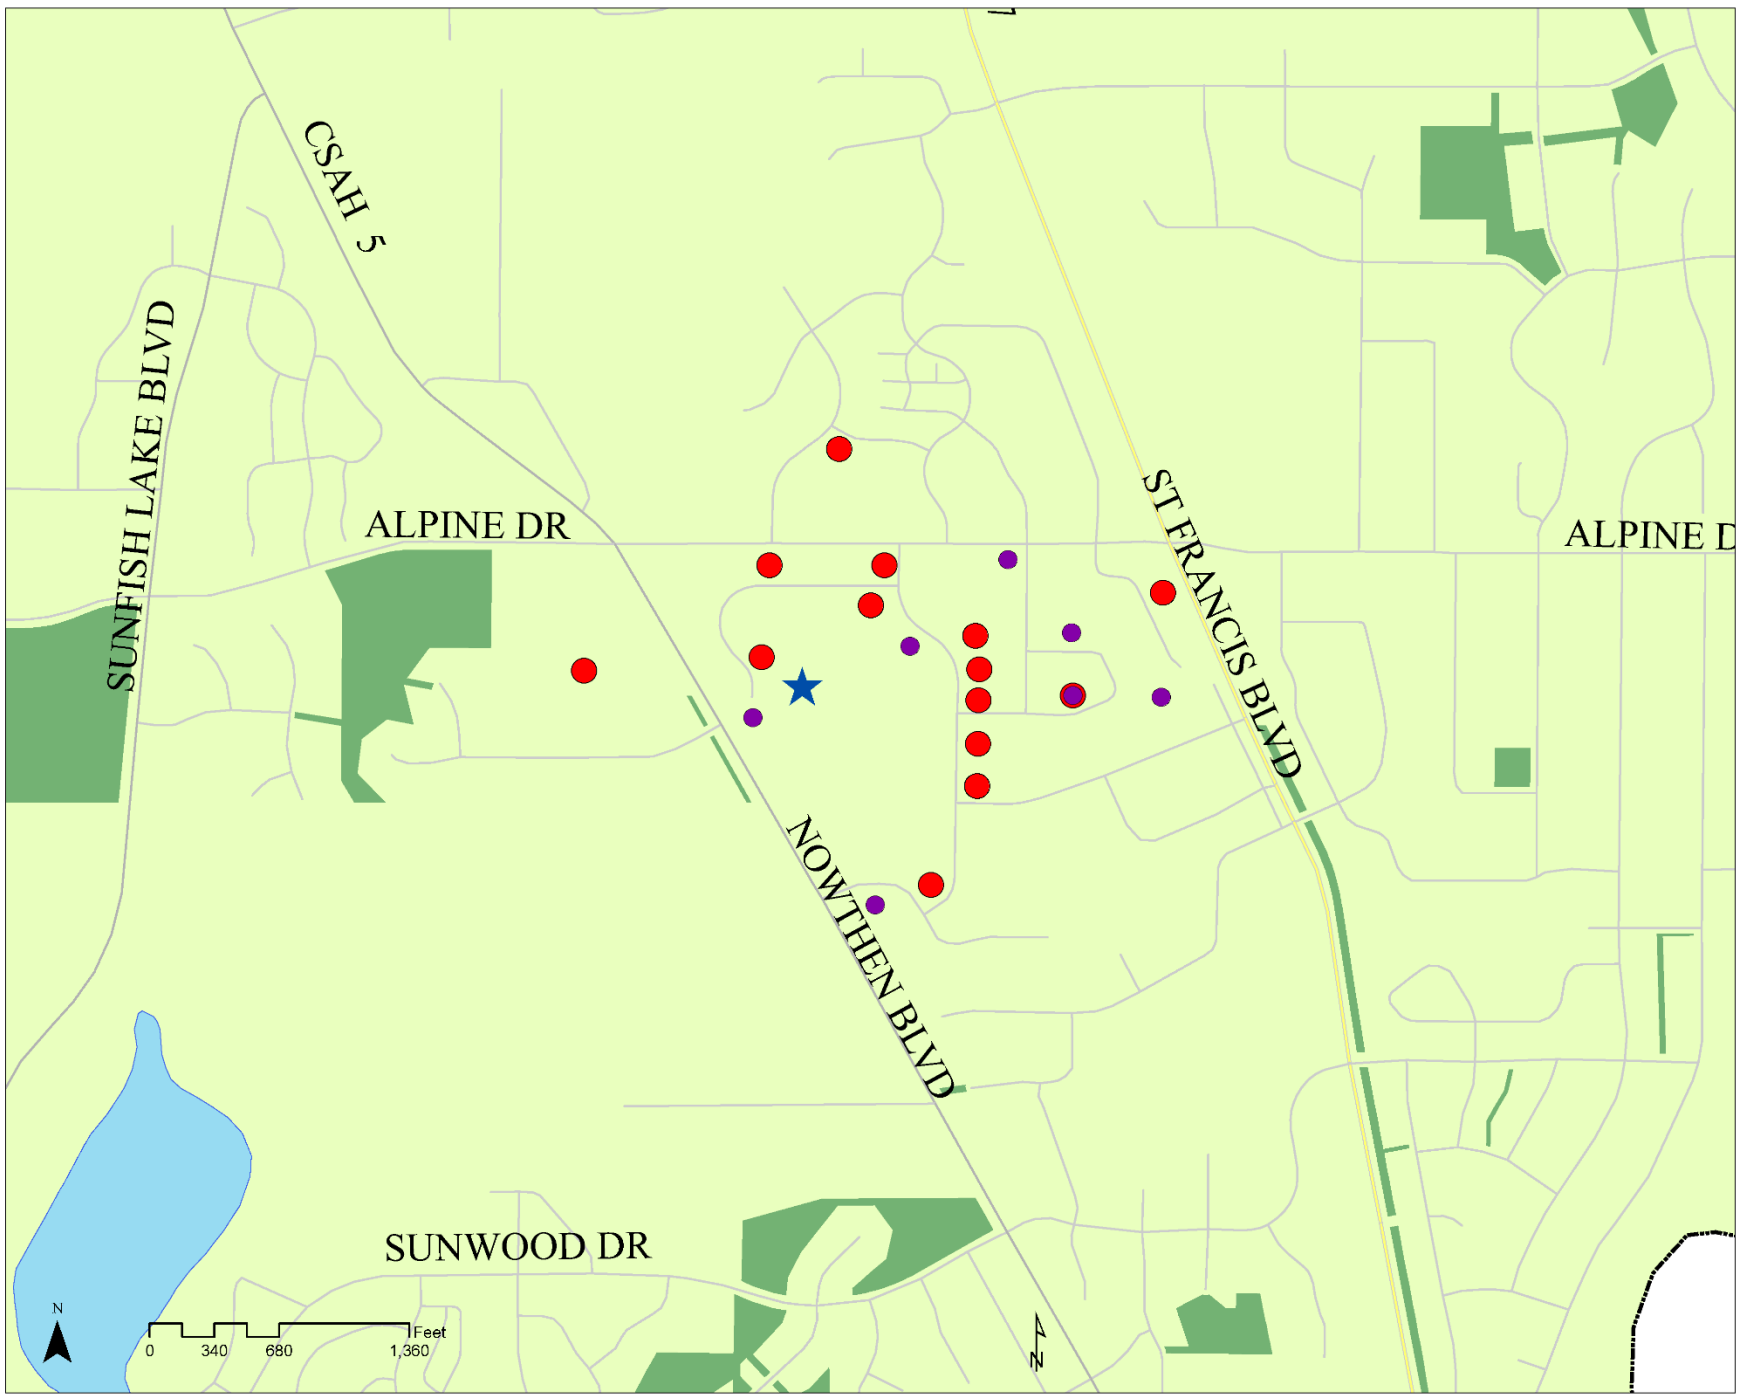 CSAH 5
SUNFISH LAKE BLVD
ALPINE DR
ST FRANCIS BLVD
ALPINE D
NOWTHEN BLVD
SUNWOOD DR
N
Feet
0 340 680 1,360
N